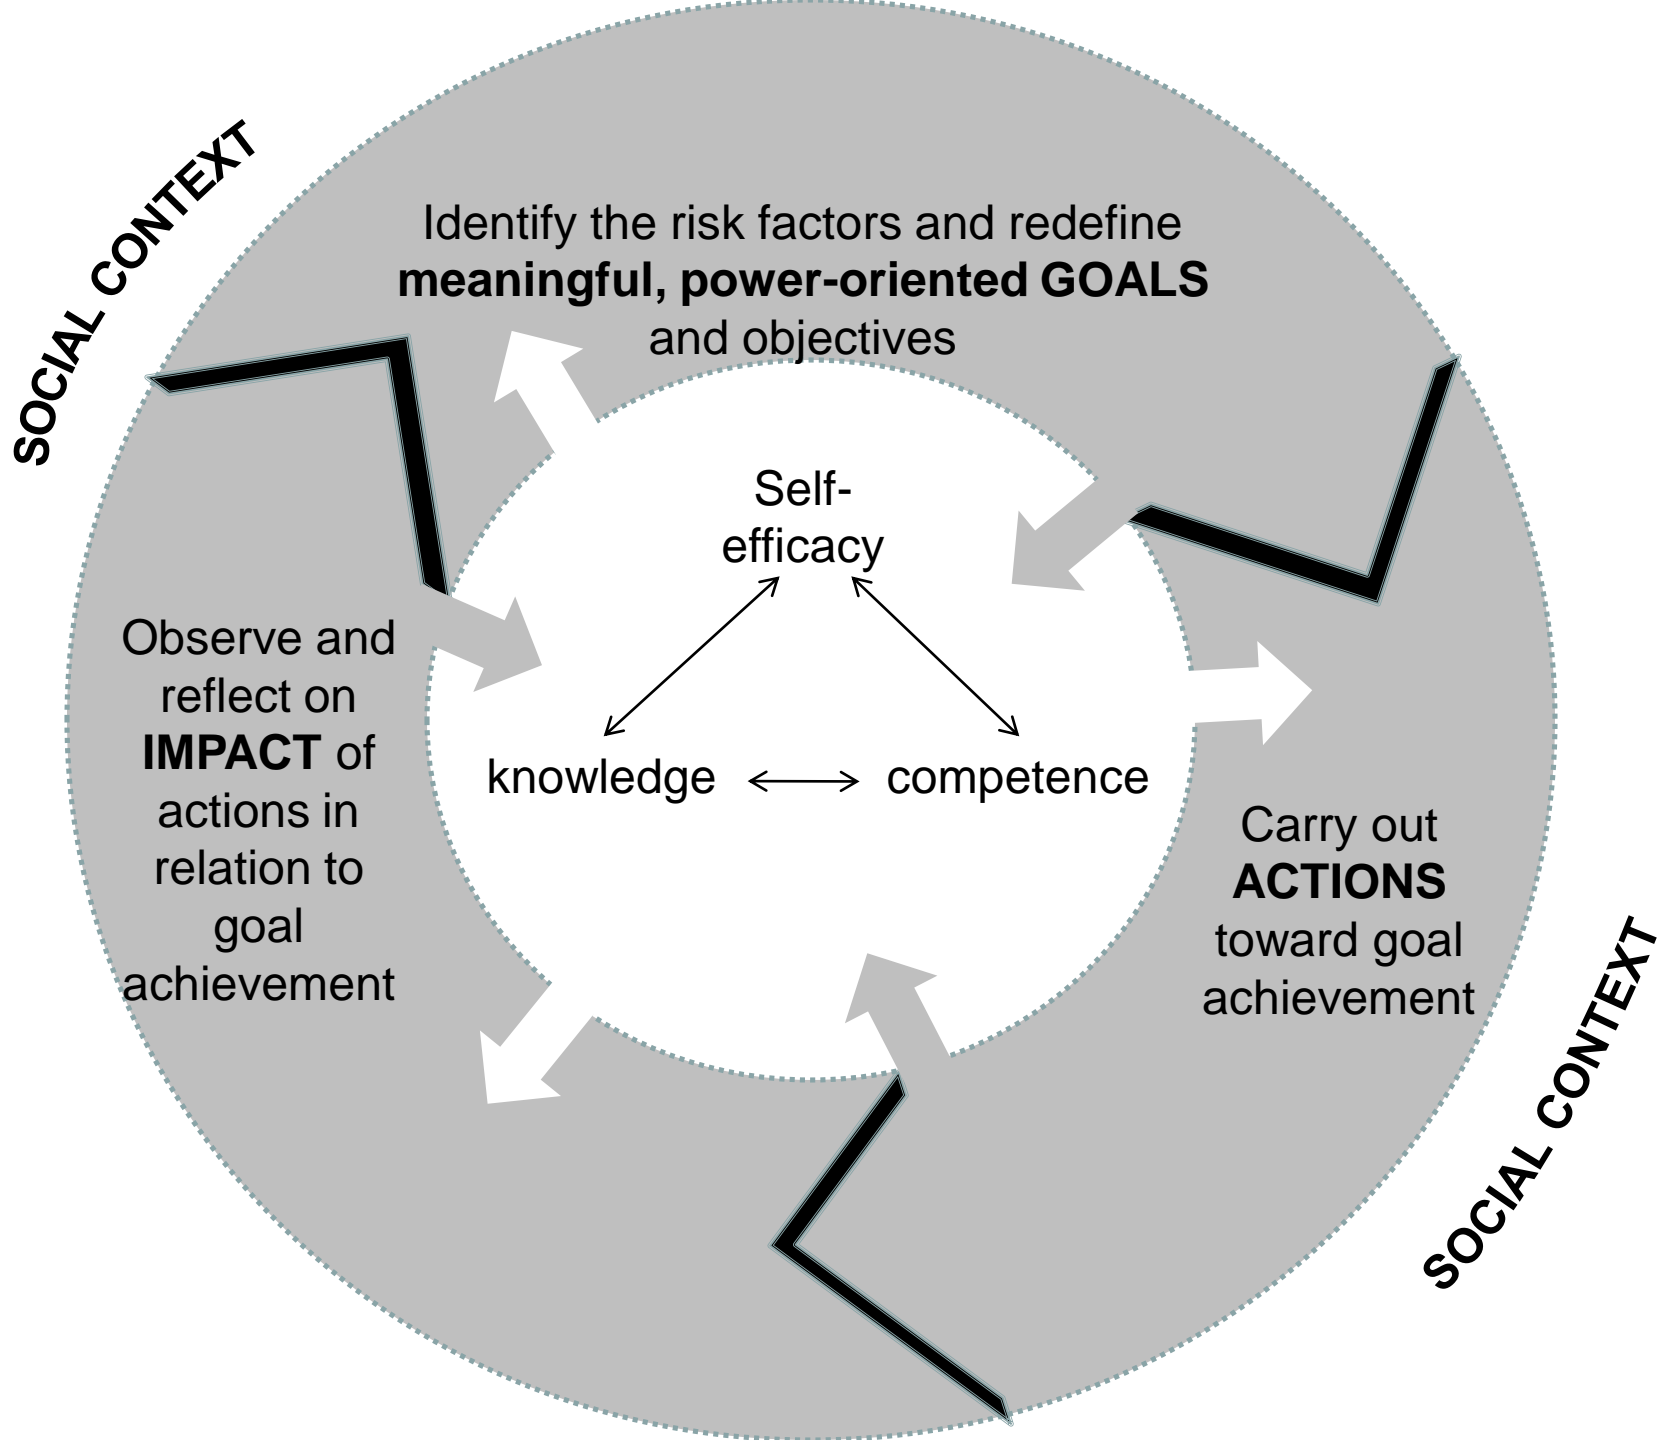 SOCIAL CONTEXT
Identify the risk factors and redefine
meaningful, power-oriented GOALS
and objectives
Self-
efficacy
knowledge
competence
Observe and
reflect on
IMPACT of
actions in
relation to
goal
achievement
Carry out
ACTIONS
toward goal
achievement
SOCIAL CONTEXT